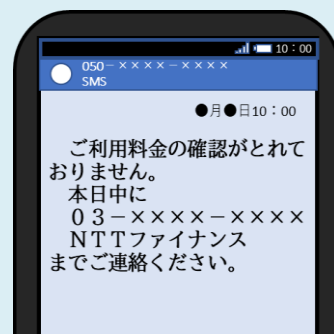 10：00
050－××××－××××
SMS
●月●日10：00
ご利用料金の確認がとれて
おりません。
本日中に
０３－××××－××××
ＮＴＴファイナンス
までご連絡ください。